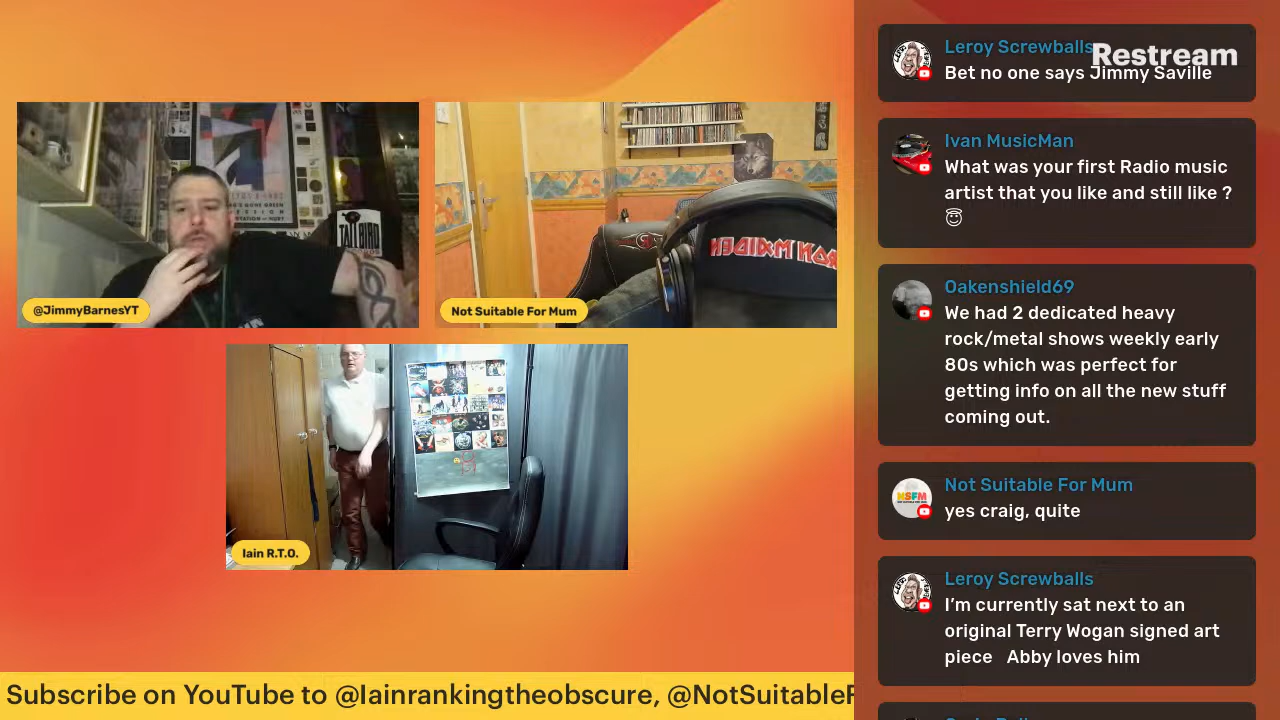 Restream
Leroy Screwballs
Bet no one says Jimmy Saville
Ivan MusicMan
What was your first Radio music
artist that you like and still like ?
😇
Oakenshield69
We had 2 dedicated heavy
rock/metal shows weekly early
80s which was perfect for
getting info on all the new stuff
coming out.
Not Suitable For Mum
yes craig, quite
Leroy Screwballs
I’m currently sat next to an
original Terry Wogan signed art
piece Abby loves him
TALL BIRD
@JimmyBarnesYT
Not Suitable For Mum
Iain R.T.O.
NSFM
Subscribe on YouTube to @Iainrankingtheobscure, @NotSuitableF